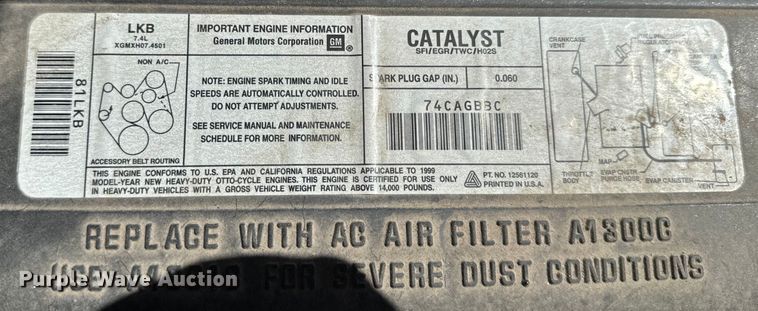 LKB
7.4L
XGMXH07.4501
81LKB
NON A/C
ACCESSORY BELT ROUTING
IMPORTANT ENGINE INFORMATION
General Motors Corporation GM
NOTE: ENGINE SPARK TIMING AND IDLE
SPEEDS ARE AUTOMATICALLY CONTROLLED.
DO NOT ATTEMPT ADJUSTMENTS.
SEE SERVICE MANUAL AND MAINTENANCE
SCHEDULE FOR MORE INFORMATION.
CATALYST
SFI/EGR/TWC/HO2S
SPARK PLUG GAP (IN.) 0.060
74CAGBBC
CRANKCASE
VENT
THROTTLE
BODY
MAP
EVAP CNSTR
PURGE HOSE
EVAP CANISTER
VENT
THIS ENGINE CONFORMS TO U.S. EPA AND CALIFORNIA REGULATIONS APPLICABLE TO 1999
MODEL-YEAR NEW HEAVY-DUTY OTTO-CYCLE ENGINES. THIS ENGINE IS CERTIFIED FOR USE ONLY
IN HEAVY-DUTY VEHICLES WITH A GROSS VEHICLE WEIGHT RATING ABOVE 14,000 POUNDS.
PT. NO. 12561120
PRINTED IN U.S.A.
REPLACE WITH AC AIR FILTER A1300C
USE FOR SEVERE DUST CONDITIONS
Purple Wave Auction